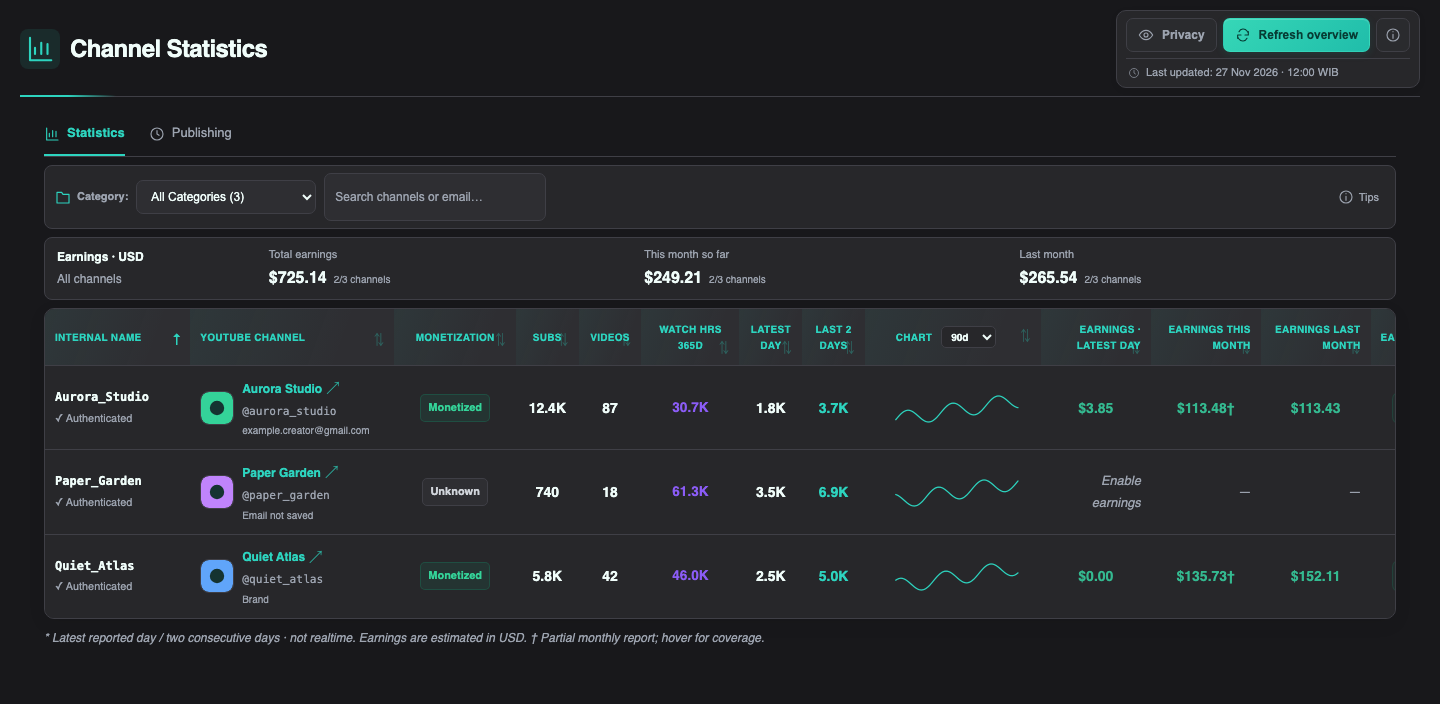 Channel Statistics
Privacy
Refresh overview
Last updated: 27 Nov 2026 · 12:00 WIB
Statistics
Publishing
Category:
All Categories (3)
Search channels or email…
Tips
Earnings · USD
All channels
Total earnings
$725.14 2/3 channels
This month so far
$249.21 2/3 channels
Last month
$265.54 2/3 channels
INTERNAL NAME ↑
YOUTUBE CHANNEL
MONETIZATION
SUBS
VIDEOS
WATCH HRS
365D
LATEST
DAY
LAST 2
DAYS
CHART
90d
EARNINGS ·
LATEST DAY
EARNINGS THIS
MONTH
EARNINGS LAST
MONTH
EA
Aurora_Studio
✓ Authenticated
Aurora Studio ↗
@aurora_studio
example.creator@gmail.com
Monetized
12.4K
87
30.7K
1.8K
3.7K
$3.85
$113.48†
$113.43
Paper_Garden
✓ Authenticated
Paper Garden ↗
@paper_garden
Email not saved
Unknown
740
18
61.3K
3.5K
6.9K
Enable
earnings
—
—
Quiet_Atlas
✓ Authenticated
Quiet Atlas ↗
@quiet_atlas
Brand
Monetized
5.8K
42
46.0K
2.5K
5.0K
$0.00
$135.73†
$152.11
* Latest reported day / two consecutive days · not realtime. Earnings are estimated in USD. † Partial monthly report; hover for coverage.